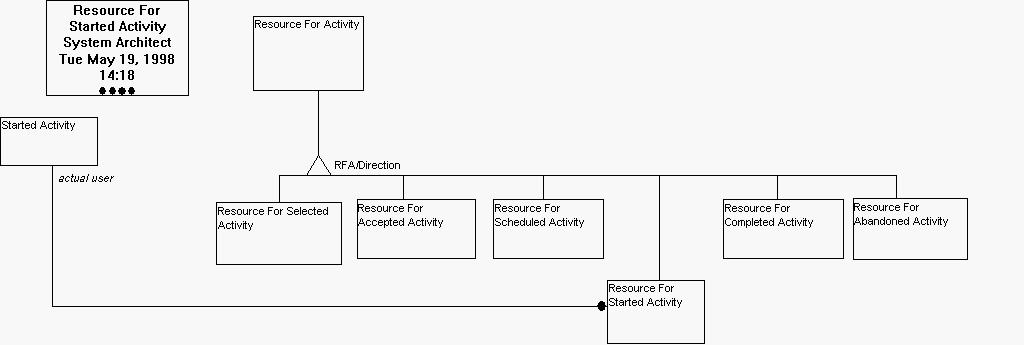 Resource For
Started Activity
System Architect
Tue May 19, 1998
14:18
Resource For Activity
Started Activity
actual user
RFA/Direction
Resource For Selected
Activity
Resource For
Accepted Activity
Resource For
Scheduled Activity
Resource For
Completed Activity
Resource For
Abandoned Activity
Resource For
Started Activity